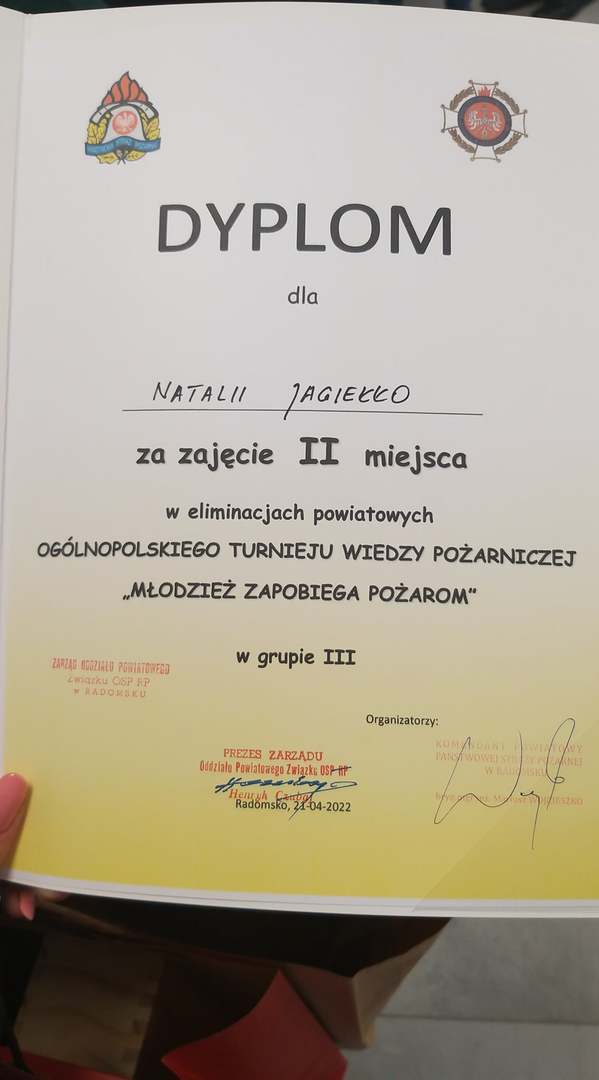 DYPLOM
dla
NATALII JAGIEŁŁO
za zajęcie II miejsca
w eliminacjach powiatowych
OGÓLNOPOLSKIEGO TURNIEJU WIEDZY POŻARNICZEJ
„MŁODZIEŻ ZAPOBIEGA POŻAROM”
w grupie III
ZARZĄD ODDZIAŁU POWIATOWEGO
Związku OSP RP
w RADOMSKU
Organizatorzy:
PREZES ZARZĄDU
Oddziału Powiatowego Związku OSP RP
Henryk
Radomsko, 21-04-2022
KOMENDANT POWIATOWY
PAŃSTWOWEJ STRAŻY POŻARNEJ
W RADOMSKU